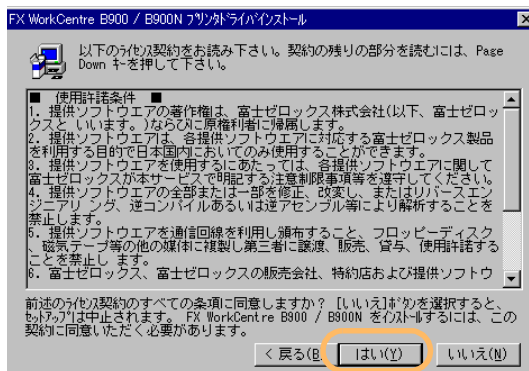 FX WorkCentre B900 / B900N プリンタドライバインストール
以下のライセンス契約をお読み下さい。契約の残りの部分を読むには、Page
Down キーを押して下さい。
■ 使用許諾条件 ■
1. 提供ソフトウエアの著作権は、富士ゼロックス株式会社(以下、富士ゼロッ
クスと いいます。)ならびに原権利者に帰属します。
2. 提供ソフトウエアは、各提供ソフトウエアに対応する富士ゼロックス製品
を利用する目的で日本国内においてのみ使用することができます。
3. 提供ソフトウエアを使用するにあたっては、各提供ソフトウエアに関して
富士ゼロックスが本サービスで明記する注意制限事項等を遵守してください。
4. 提供ソフトウエアの全部または一部を修正、改変し、またはリバースエン
ジニアリング、逆コンパイルあるいは逆アセンブル等により解析することを
禁止します。
5. 提供ソフトウエアを通信回線を利用し頒布すること、フロッピーディスク
、磁気テープ等の他の媒体に複製し第三者に譲渡、販売、貸与、使用許諾する
ことを禁止し ます。
6. 富士ゼロックス、富士ゼロックスの販売会社、特約店および提供ソフトウ
前述のライセンス契約のすべての条項に同意しますか? [いいえ]ボタンを選択すると、
セットアップは中止されます。 FX WorkCentre B900 / B900N をインストールするには、この
契約に同意いただく必要があります。
< 戻る(B はい(Y) いいえ(N)